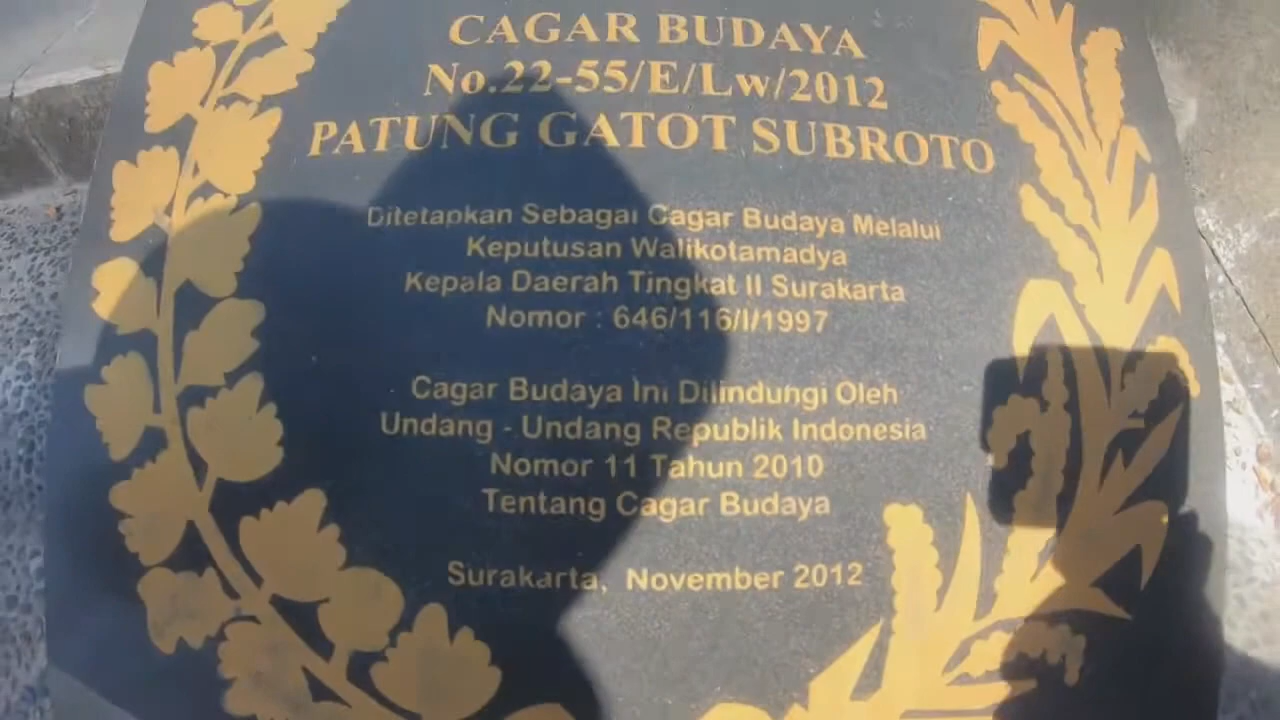 CAGAR BUDAYA
No.22-55/E/Lw/2012
PATUNG GATOT SUBROTO
Ditetapkan Sebagai Cagar Budaya Melalui
Keputusan Walikotamadya
Kepala Daerah Tingkat II Surakarta
Nomor : 646/116/I/1997
Cagar Budaya Ini Dilindungi Oleh
Undang - Undang Republik Indonesia
Nomor 11 Tahun 2010
Tentang Cagar Budaya
Surakarta, November 2012